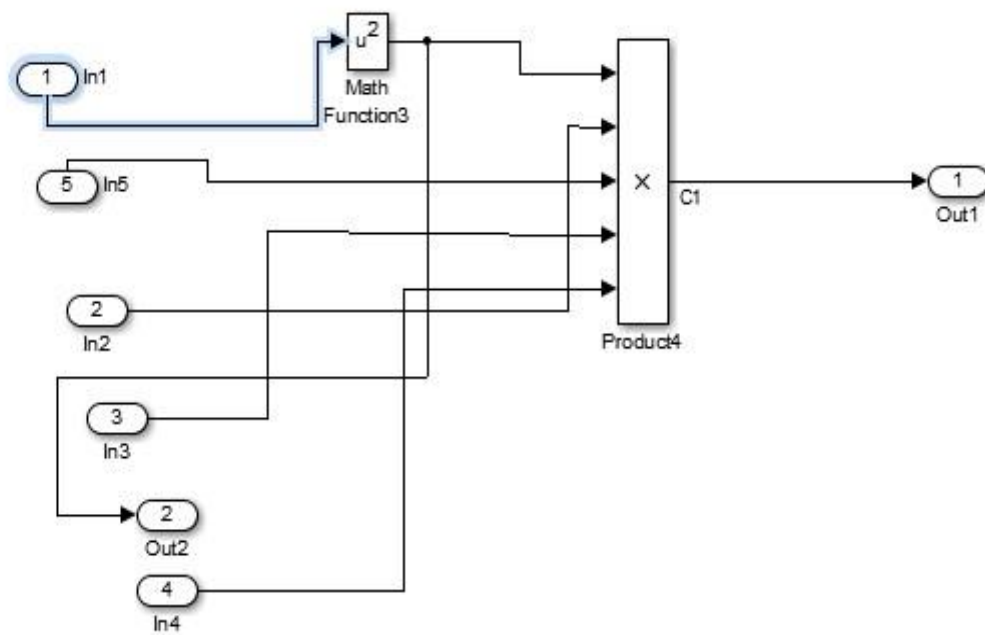 1
In1
u²
Math
Function3
5
In5
×
C1
1
Out1
2
In2
Product4
3
In3
2
Out2
4
In4